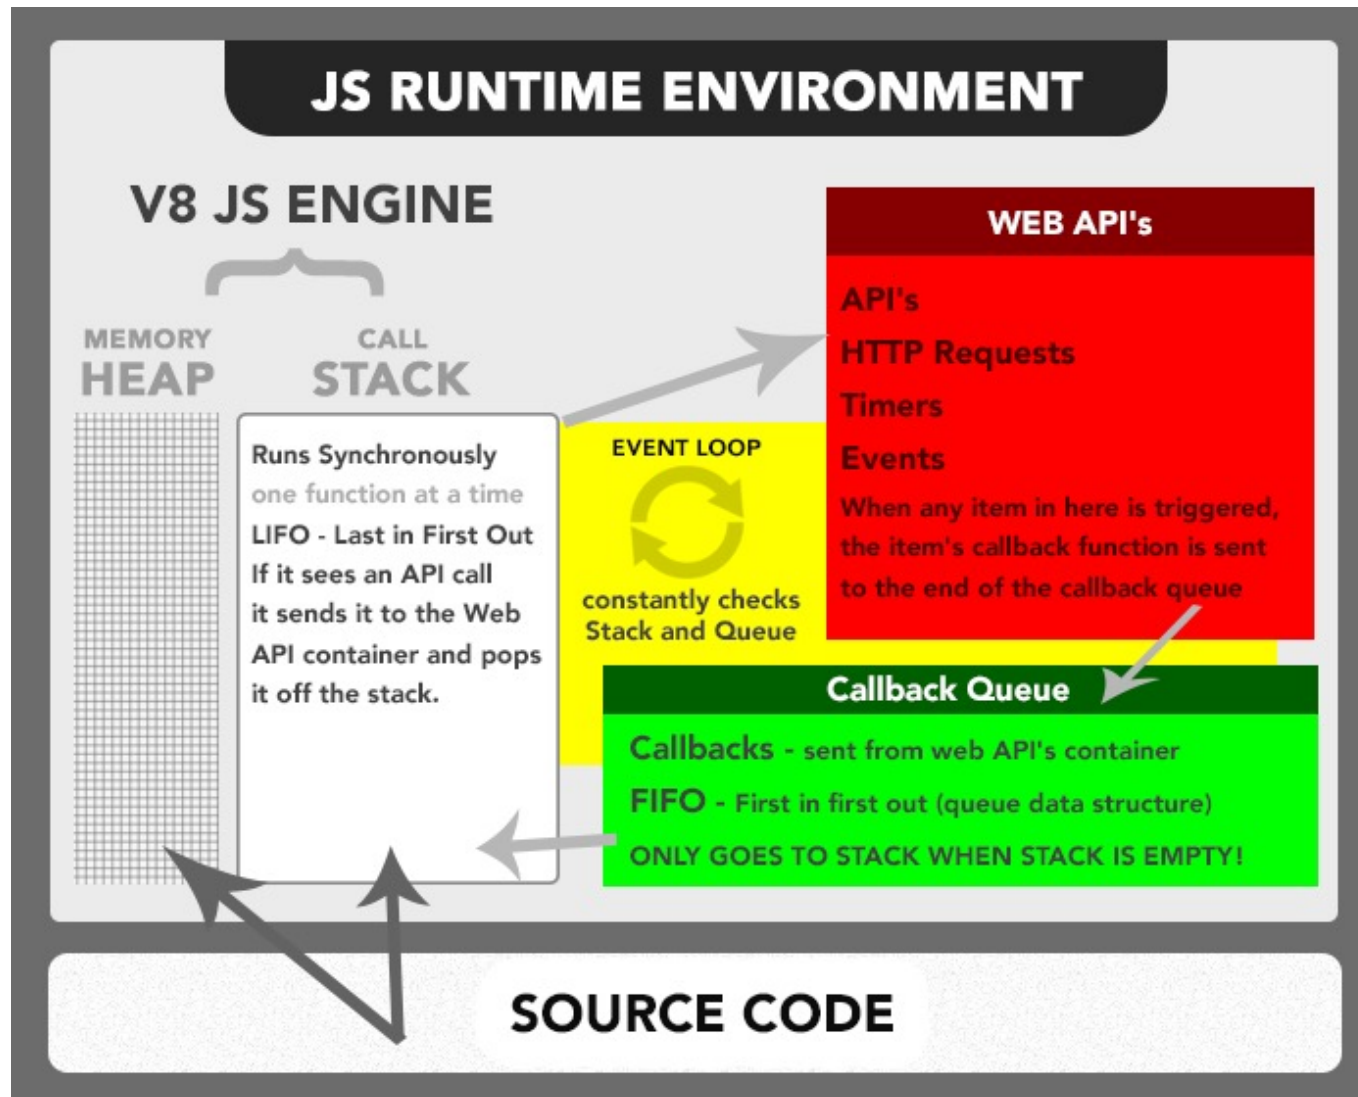 JS RUNTIME ENVIRONMENT
V8 JS ENGINE
MEMORY
HEAP
CALL
STACK
Runs Synchronously
one function at a time
LIFO - Last in First Out
If it sees an API call
it sends it to the Web
API container and pops
it off the stack.
EVENT LOOP
constantly checks
Stack and Queue
WEB API's
API's
HTTP Requests
Timers
Events
When any item in here is triggered,
the item's callback function is sent
to the end of the callback queue
Callback Queue
Callbacks - sent from web API's container
FIFO - First in first out (queue data structure)
ONLY GOES TO STACK WHEN STACK IS EMPTY!
SOURCE CODE